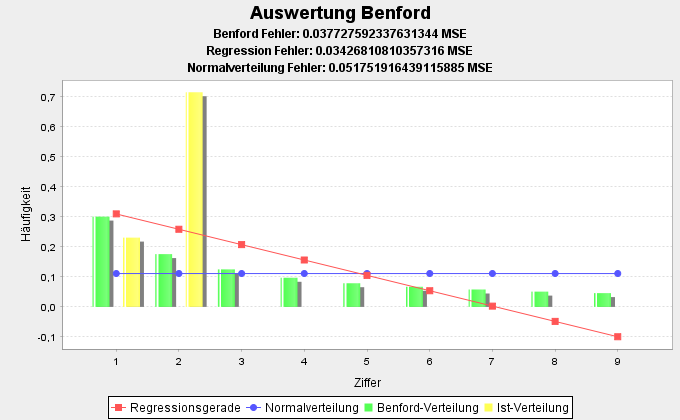 Auswertung Benford
Benford Fehler: 0.037727592337631344 MSE
Regression Fehler: 0.03426810810357316 MSE
Normalverteilung Fehler: 0.051751916439115885 MSE
Häufigkeit
0,7
0,6
0,5
0,4
0,3
0,2
0,1
0,0
-0,1
1 2 3 4 5 6 7 8 9
Ziffer
Regressionsgerade Normalverteilung Benford-Verteilung Ist-Verteilung